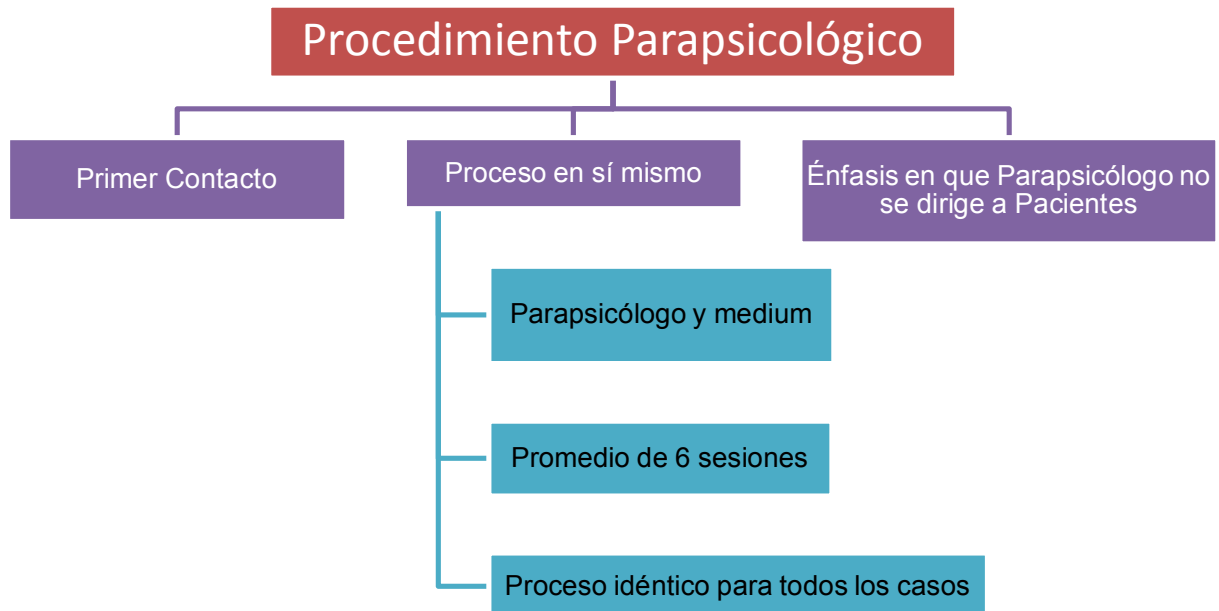 Procedimiento Parapsicológico
Primer Contacto
Proceso en sí mismo
Énfasis en que Parapsicólogo no
se dirige a Pacientes
Parapsicólogo y medium
Promedio de 6 sesiones
Proceso idéntico para todos los casos